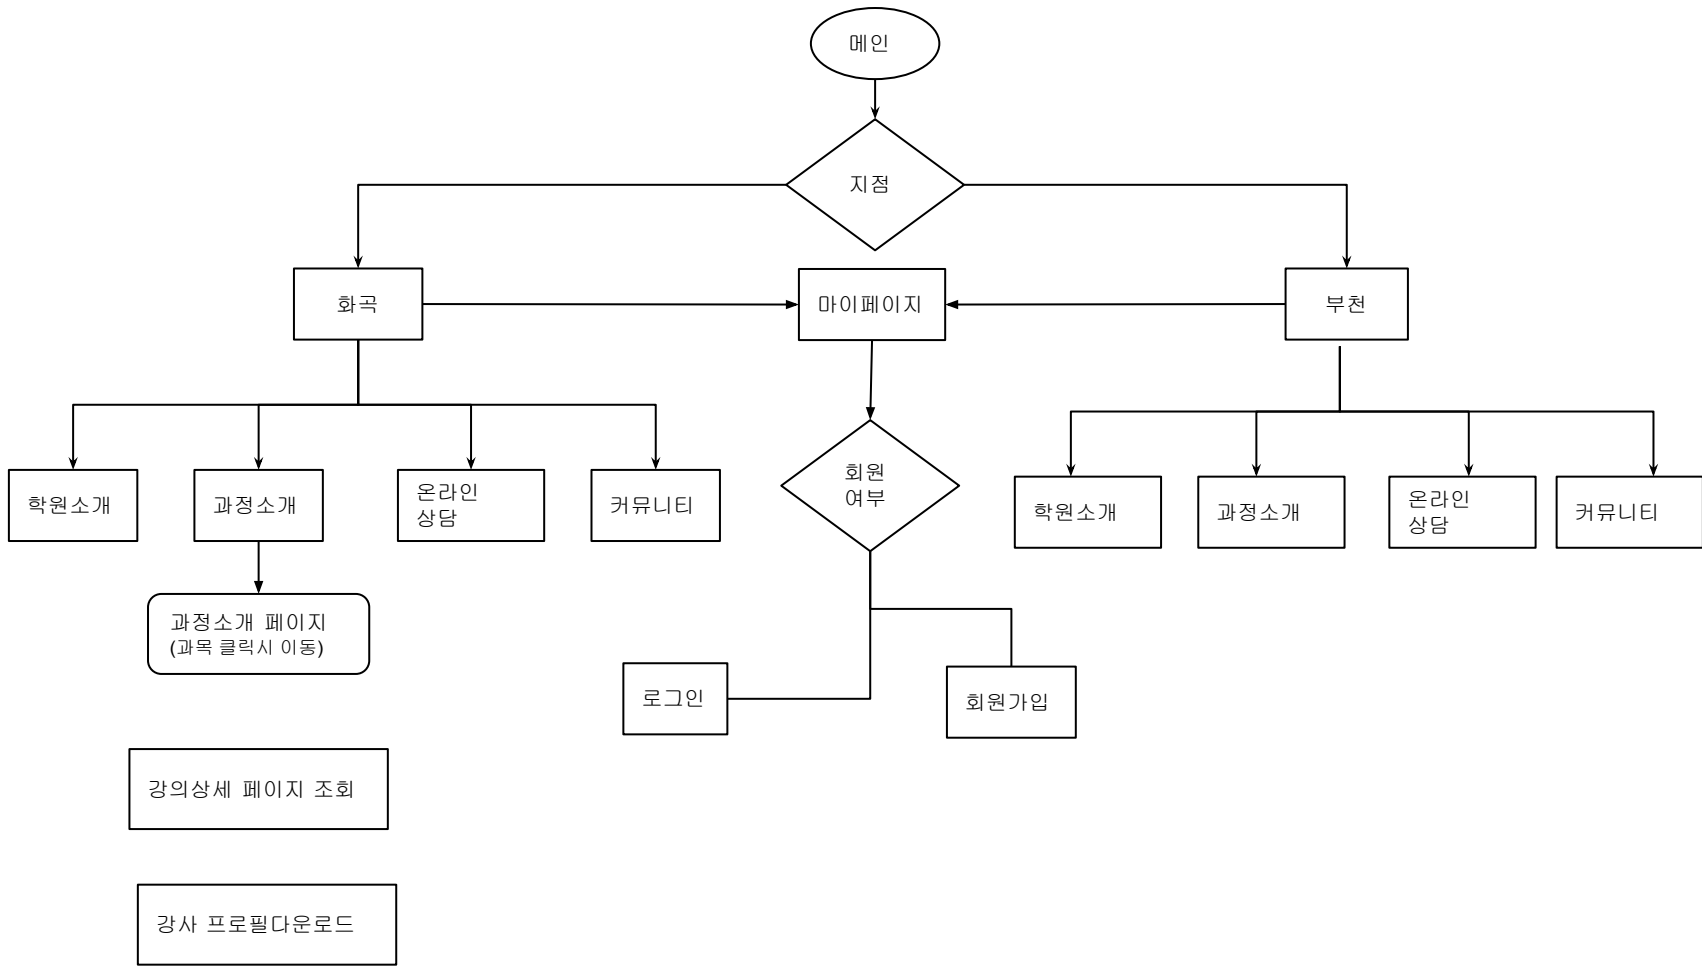 메인
지점
화곡
마이페이지
부천
학원소개
과정소개
온라인
상담
커뮤니티
회원
여부
학원소개
과정소개
온라인
상담
커뮤니티
과정소개 페이지
(과목 클릭시 이동)
로그인
회원가입
강의상세 페이지 조회
강사 프로필다운로드